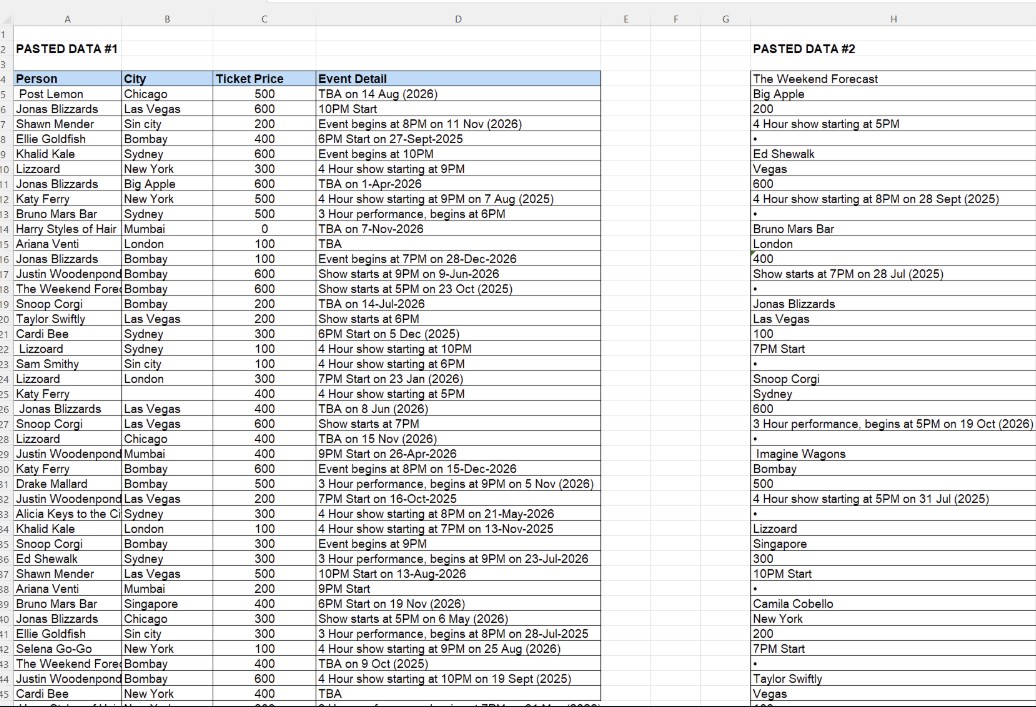 A B C D E F G H
1
2 PASTED DATA #1 PASTED DATA #2
3
4 Person City Ticket Price Event Detail The Weekend Forecast
5 Post Lemon Chicago 500 TBA on 14 Aug (2026) Big Apple
6 Jonas Blizzards Las Vegas 600 10PM Start 200
7 Shawn Mender Sin city 200 Event begins at 8PM on 11 Nov (2026) 4 Hour show starting at 5PM
8 Ellie Goldfish Bombay 400 6PM Start on 27-Sept-2025 •
9 Khalid Kale Sydney 600 Event begins at 10PM Ed Shewalk
10 Lizzoard New York 300 4 Hour show starting at 9PM Vegas
11 Jonas Blizzards Big Apple 600 TBA on 1-Apr-2026 600
12 Katy Ferry New York 500 4 Hour show starting at 9PM on 7 Aug (2025) 4 Hour show starting at 8PM on 28 Sept (2025)
13 Bruno Mars Bar Sydney 500 3 Hour performance, begins at 6PM •
14 Harry Styles of Hair Mumbai 0 TBA on 7-Nov-2026 Bruno Mars Bar
15 Ariana Venti London 100 TBA London
16 Jonas Blizzards Bombay 100 Event begins at 7PM on 28-Dec-2026 400
17 Justin Woodenpond Bombay 600 Show starts at 9PM on 9-Jun-2026 Show starts at 7PM on 28 Jul (2025)
18 The Weekend Fore Bombay 600 Show starts at 5PM on 23 Oct (2025) •
19 Snoop Corgi Bombay 200 TBA on 14-Jul-2026 Jonas Blizzards
20 Taylor Swiftly Las Vegas 200 Show starts at 6PM Las Vegas
21 Cardi Bee Sydney 300 6PM Start on 5 Dec (2025) 100
22 Lizzoard Sydney 100 4 Hour show starting at 10PM 7PM Start
23 Sam Smithy Sin city 100 4 Hour show starting at 6PM •
24 Lizzoard London 300 7PM Start on 23 Jan (2026) Snoop Corgi
25 Katy Ferry 400 4 Hour show starting at 5PM Sydney
26 Jonas Blizzards Las Vegas 400 TBA on 8 Jun (2026) 600
27 Snoop Corgi Las Vegas 600 Show starts at 7PM 3 Hour performance, begins at 5PM on 19 Oct (2026)
28 Lizzoard Chicago 400 TBA on 15 Nov (2026) •
29 Justin Woodenpond Mumbai 400 9PM Start on 26-Apr-2026 Imagine Wagons
30 Katy Ferry Bombay 600 Event begins at 8PM on 15-Dec-2026 Bombay
31 Drake Mallard Bombay 500 3 Hour performance, begins at 9PM on 5 Nov (2026) 500
32 Justin Woodenpond Las Vegas 200 7PM Start on 16-Oct-2025 4 Hour show starting at 5PM on 31 Jul (2025)
33 Alicia Keys to the Ci Sydney 300 4 Hour show starting at 8PM on 21-May-2026 •
34 Khalid Kale London 100 4 Hour show starting at 7PM on 13-Nov-2025 Lizzoard
35 Snoop Corgi Bombay 300 Event begins at 9PM Singapore
36 Ed Shewalk Sydney 300 3 Hour performance, begins at 9PM on 23-Jul-2026 300
37 Shawn Mender Las Vegas 500 10PM Start on 13-Aug-2026 10PM Start
38 Ariana Venti Mumbai 200 9PM Start •
39 Bruno Mars Bar Singapore 400 6PM Start on 19 Nov (2026) Camila Cobello
40 Jonas Blizzards Chicago 300 Show starts at 5PM on 6 May (2026) New York
41 Ellie Goldfish Sin city 300 3 Hour performance, begins at 8PM on 28-Jul-2025 200
42 Selena Go-Go New York 100 4 Hour show starting at 9PM on 25 Aug (2026) 7PM Start
43 The Weekend Fore Bombay 400 TBA on 9 Oct (2025) •
44 Justin Woodenpond Bombay 600 4 Hour show starting at 10PM on 19 Sept (2025) Taylor Swiftly
45 Cardi Bee New York 400 TBA Vegas